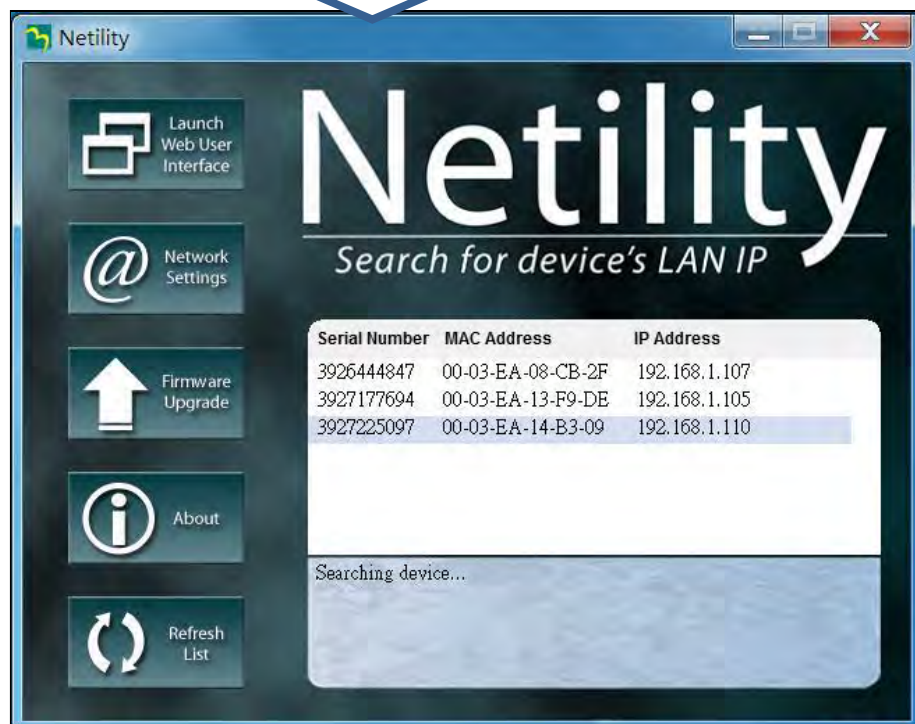 Netility
Launch
Web User
Interface
Network
Settings
Firmware
Upgrade
About
Refresh
List
Netility
Search for device's LAN IP
Serial Number MAC Address IP Address
3926444847 00-03-EA-08-CB-2F 192.168.1.107
3927177694 00-03-EA-13-F9-DE 192.168.1.105
3927225097 00-03-EA-14-B3-09 192.168.1.110
Searching device...